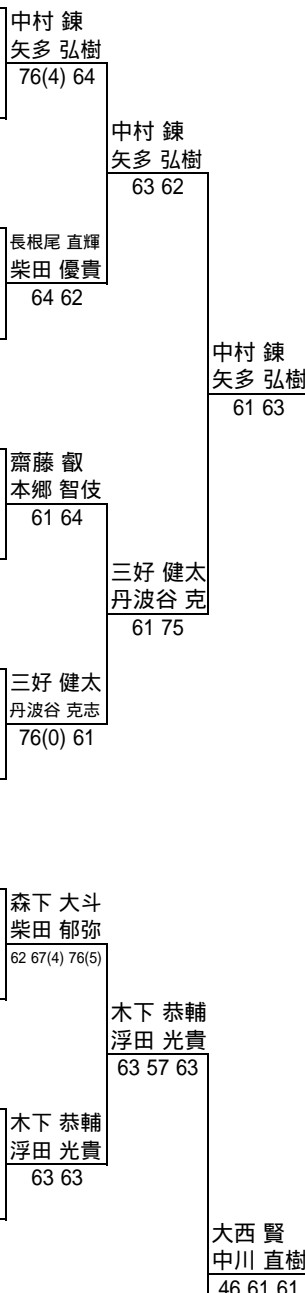 中村 錬
矢多 弘樹
76(4) 64
中村 錬
矢多 弘樹
63 62
長根尾 直輝
柴田 優貴
64 62
中村 錬
矢多 弘樹
61 63
齋藤 叡
本郷 智伎
61 64
三好 健太
丹波谷 克
61 75
三好 健太
丹波谷 克志
76(0) 61
森下 大斗
柴田 郁弥
62 67(4) 76(5)
木下 恭輔
浮田 光貴
63 57 63
木下 恭輔
浮田 光貴
63 63
大西 賢
中川 直樹
46 61 61